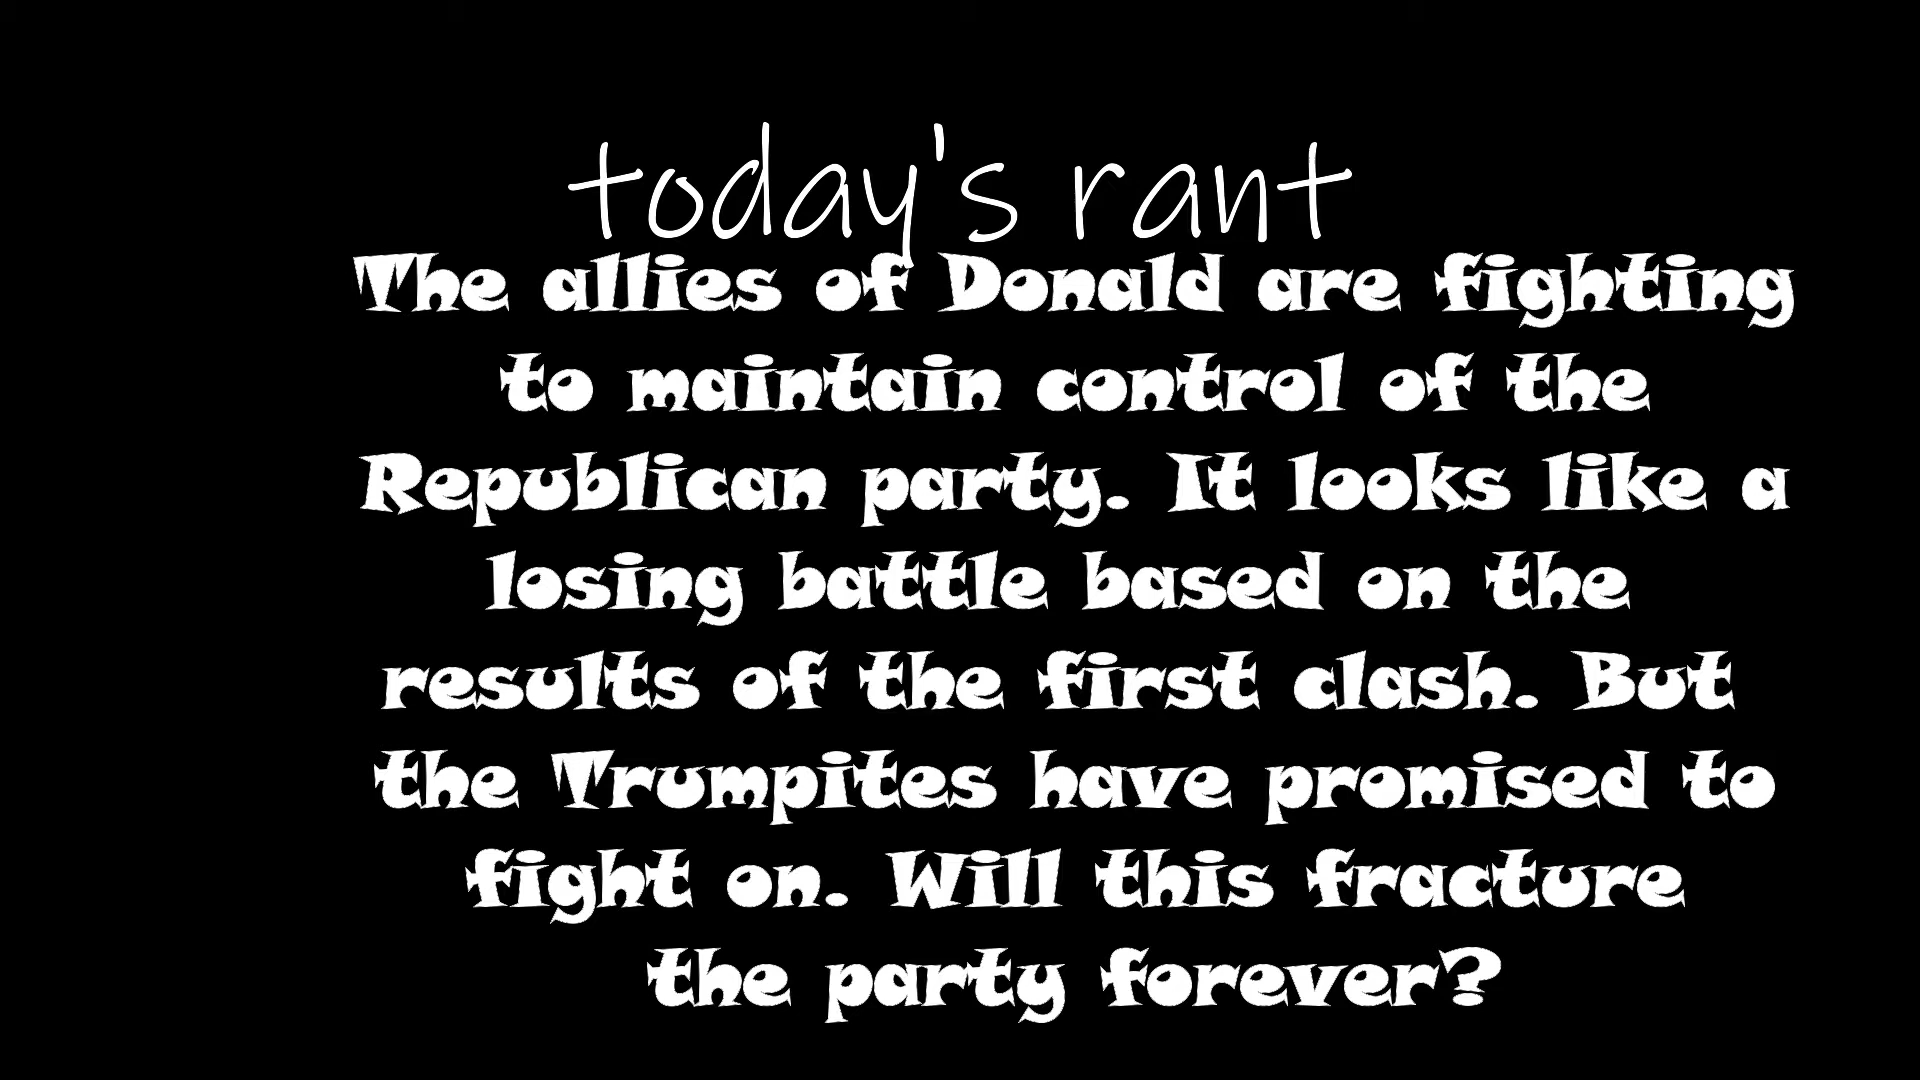 today's rant
The allies of Donald are fighting
to maintain control of the
Republican party. It looks like a
losing battle based on the
results of the first clash. But
the Trumpites have promised to
fight on. Will this fracture
the party forever?